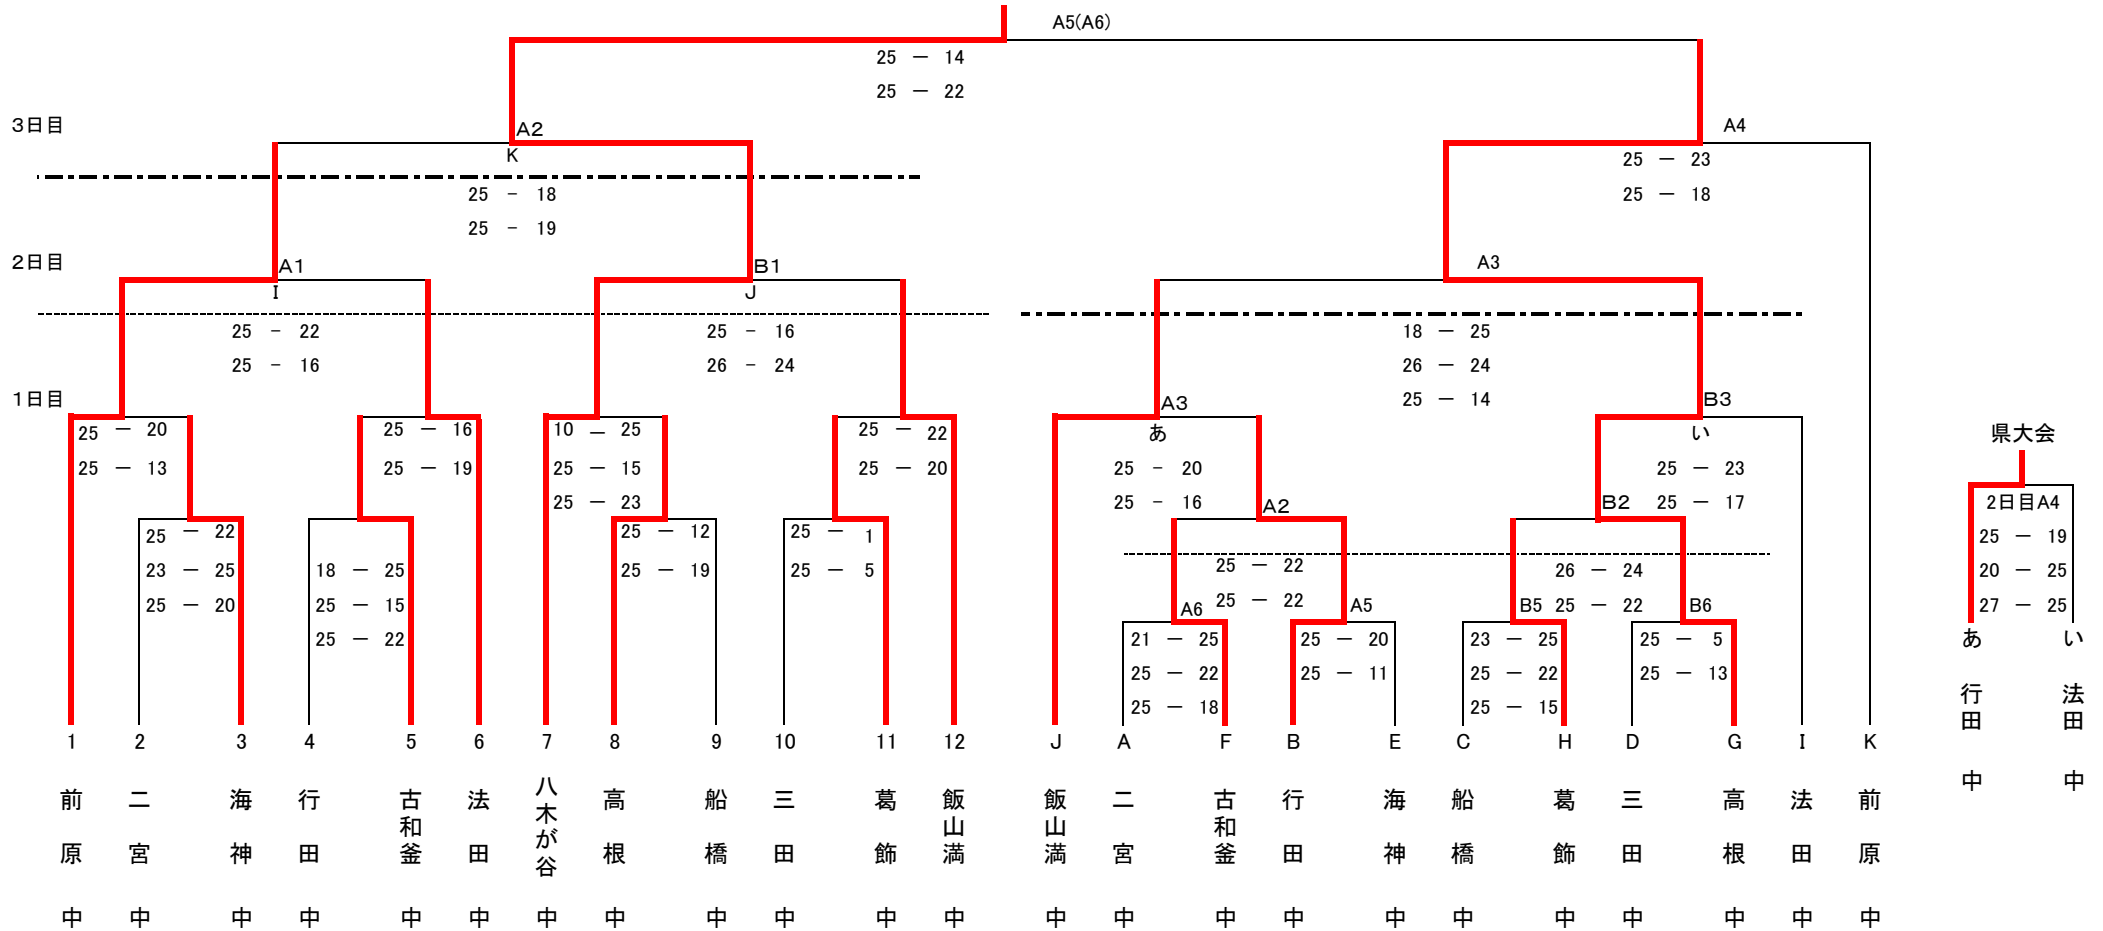 A5(A6)
25 － 14
25 － 22
3日目
A2
K
25 - 18
25 - 19
A4
25 － 23
25 － 18
2日目
A1
I
25 - 22
25 - 16
B1
J
25 - 16
26 - 24
A3
18 － 25
26 － 24
25 － 14
1日目
25 － 20
25 － 13
25 － 16
25 － 19
10 － 25
25 － 15
25 － 23
25 － 22
25 － 20
A3
あ
25 - 20
25 - 16
B3
い
25 － 23
25 － 17
25 － 22
23 － 25
25 － 20
18 － 25
25 － 15
25 － 22
25 － 12
25 － 19
25 － 1
25 － 5
A2
25 － 22
25 － 22
B2
26 － 24
25 － 22
A6
21 － 25
25 － 22
25 － 18
A5
25 － 20
25 － 11
B5
23 － 25
25 － 22
25 － 15
B6
25 － 5
25 － 13
県大会
2日目A4
25 － 19
20 － 25
27 － 25
あ 行田中
い 法田中
1 前原中
2 二宮中
3 海神中
4 行田中
5 古和釜中
6 法田中
7 八木が谷中
8 高根中
9 船橋中
10 三田中
11 葛飾中
12 飯山満中
J 飯山満中
A 二宮中
F 古和釜中
B 行田中
E 海神中
C 船橋中
H 葛飾中
D 三田中
G 高根中
I 法田中
K 前原中